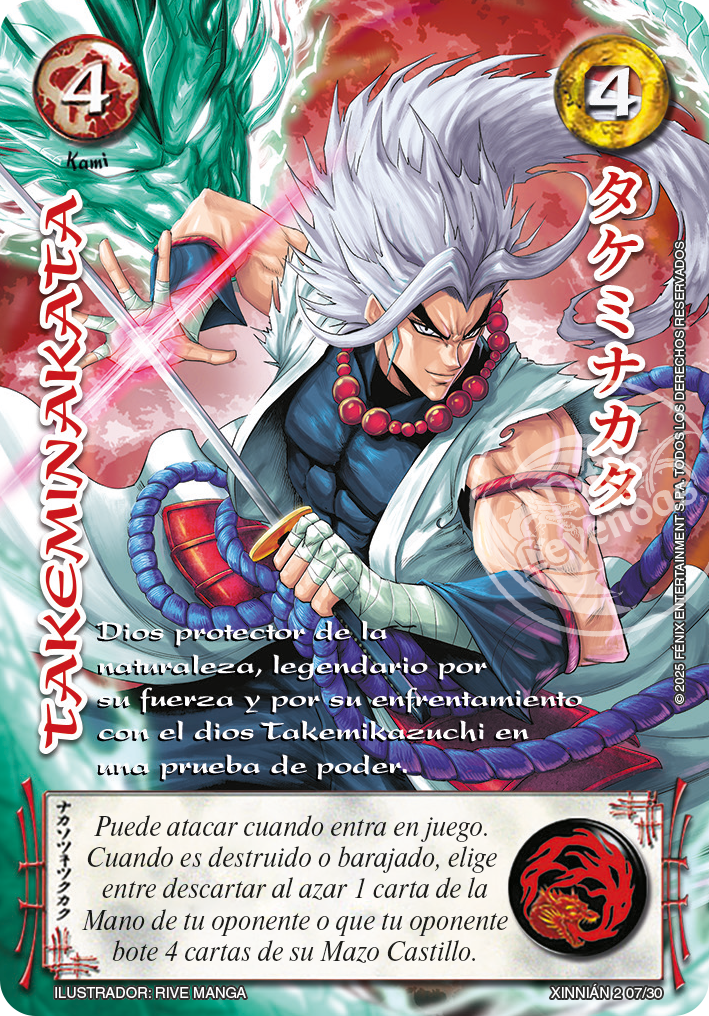 4
4
Kami
TAKEMINAKATA
タケミナカタ
Dios protector de la
naturaleza, legendario por
su fuerza y por su enfrentamiento
con el dios Takemikazuchi en
una prueba de poder.
© 2025 FÉNIX ENTERTAINMENT S.P.A. TODOS LOS DERECHOS RESERVADOS
Puede atacar cuando entra en juego.
Cuando es destruido o barajado, elige
entre descartar al azar 1 carta de la
Mano de tu oponente o que tu oponente
bote 4 cartas de su Mazo Castillo.
ILUSTRADOR: RIVE MANGA
XINNIÁN 2 07/30